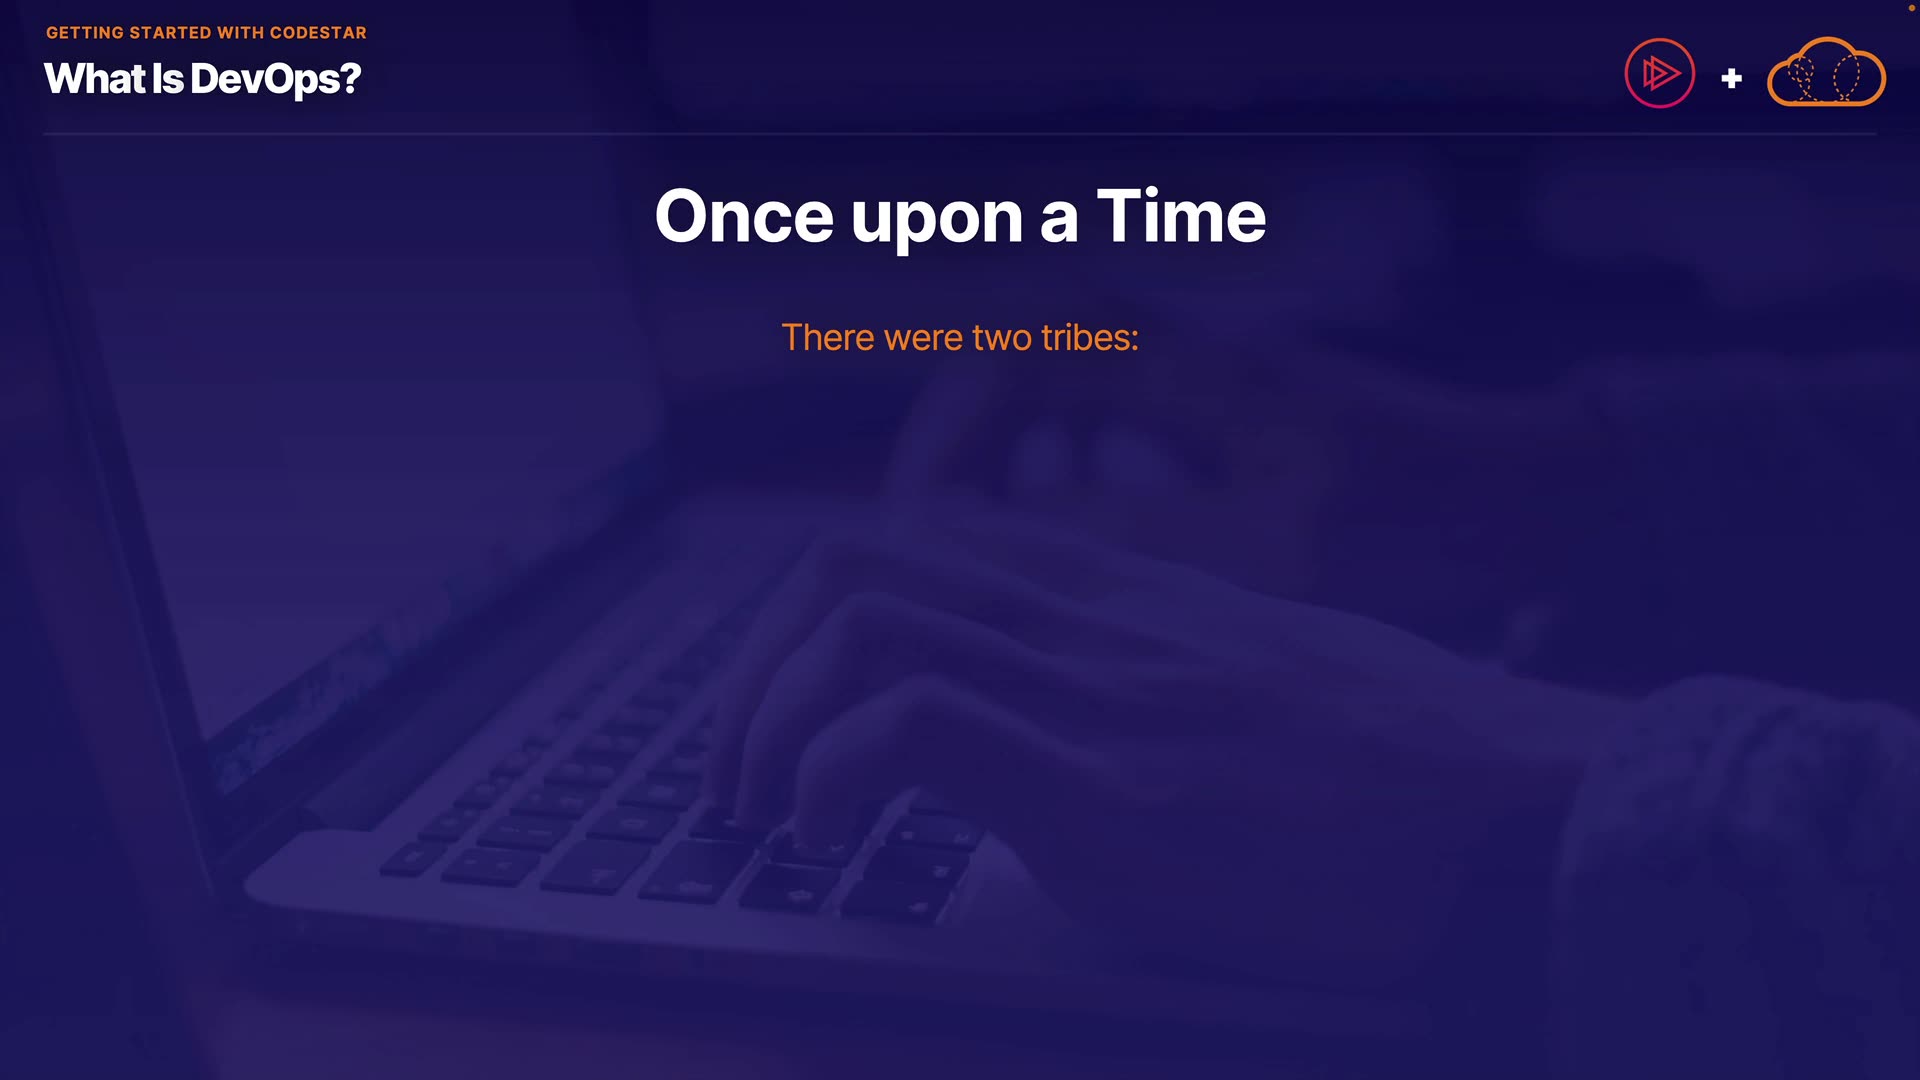 GETTING STARTED WITH CODESTAR
What Is DevOps?
+
Once upon a Time
There were two tribes: